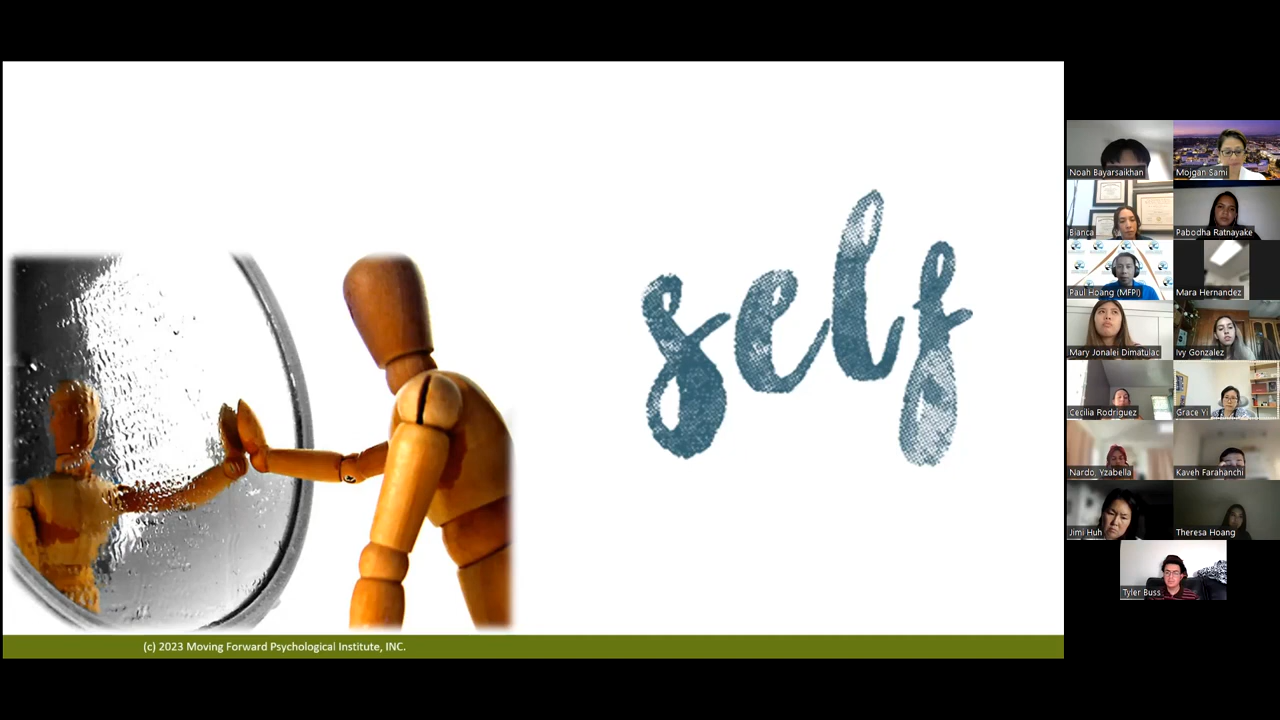 self
(c) 2023 Moving Forward Psychological Institute, INC.
Noah Bayarsaikhan
Mojgan Sami
Bianca
Pabodha Ratnayake
Paul Hoang (MFPI)
Mara Hernandez
Mary Jonalei Dimatulac
Ivy Gonzalez
Cecilia Rodriguez
Grace Yi
Nardo, Yzabella
Kaveh Farahanchi
Jimi Huh
Theresa Hoang
Tyler Buss